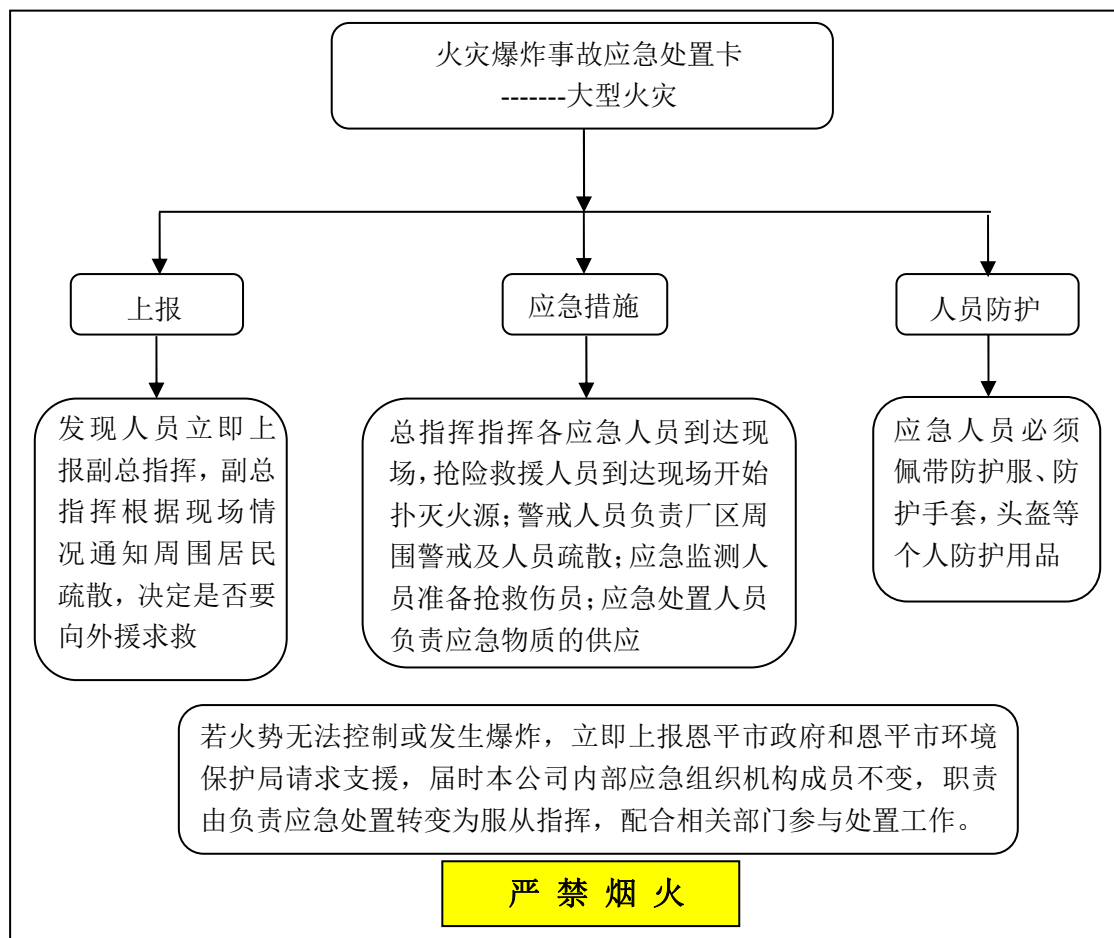 火灾爆炸事故应急处置卡
-------大型火灾
上报
应急措施
人员防护
发现人员立即上
报副总指挥，副总
指挥根据现场情
况通知周围居民
疏散，决定是否要
向外援求救
总指挥指挥各应急人员到达现
场，抢险救援人员到达现场开始
扑灭火源；警戒人员负责厂区周
围警戒及人员疏散；应急监测人
员准备抢救伤员；应急处置人员
负责应急物质的供应
应急人员必须
佩带防护服、防
护手套，头盔等
个人防护用品
若火势无法控制或发生爆炸，立即上报恩平市政府和恩平市环境
保护局请求支援，届时本公司内部应急组织机构成员不变，职责
由负责应急处置转变为服从指挥，配合相关部门参与处置工作。
严 禁 烟 火